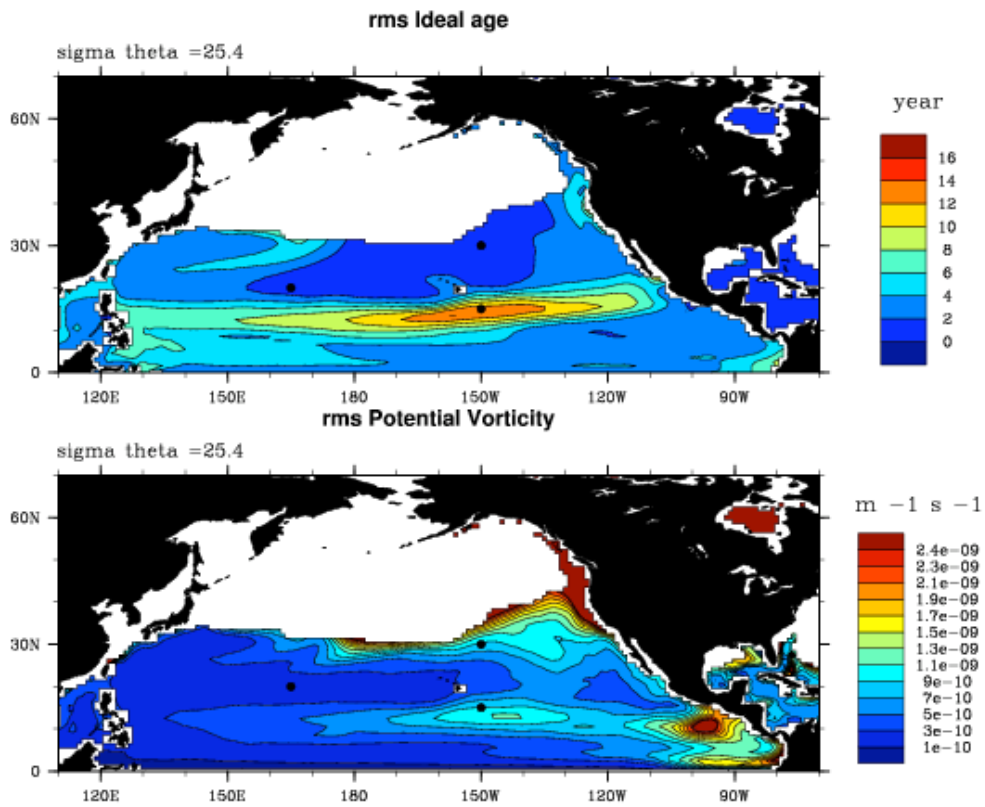 rms Ideal age
sigma theta =25.4
year
60N
30N
0
120E 150E 180 150W 120W 90W
16
14
12
10
8
6
4
2
0
rms Potential Vorticity
sigma theta =25.4
m -1 s -1
60N
30N
0
120E 150E 180 150W 120W 90W
2.4e-09
2.3e-09
2.1e-09
1.9e-09
1.7e-09
1.5e-09
1.3e-09
1.1e-09
9e-10
7e-10
5e-10
3e-10
1e-10